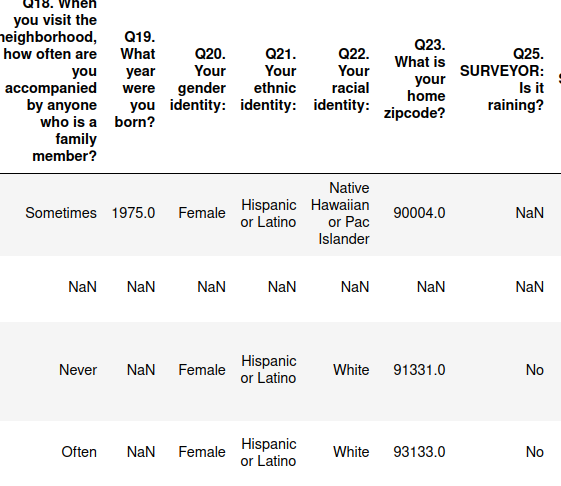 Q18. When
you visit the
neighborhood,
how often are
you
accompanied
by anyone
who is a
family
member?
Q19.
What
year
were
you
born?
Q20.
Your
gender
identity:
Q21.
Your
ethnic
identity:
Q22.
Your
racial
identity:
Q23.
What is
your
home
zipcode?
Q25.
SURVEYOR:
Is it
raining?
Sometimes
1975.0
Female
Hispanic
or Latino
Native
Hawaiian
or Pac
Islander
90004.0
NaN
NaN
NaN
NaN
NaN
NaN
NaN
NaN
Never
NaN
Female
Hispanic
or Latino
White
91331.0
No
Often
NaN
Female
Hispanic
or Latino
White
93133.0
No